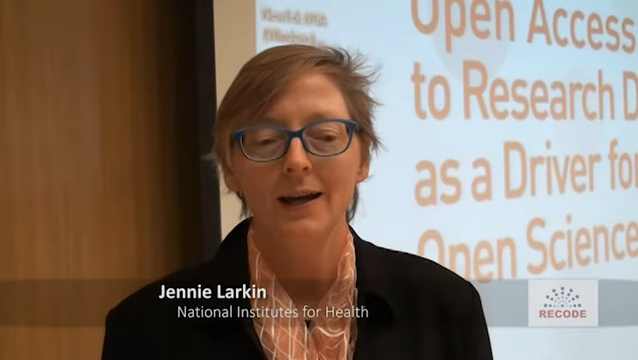 Open Access
to Research D
as a Driver for
Open Science
Jennie Larkin
National Institutes for Health
RECODE